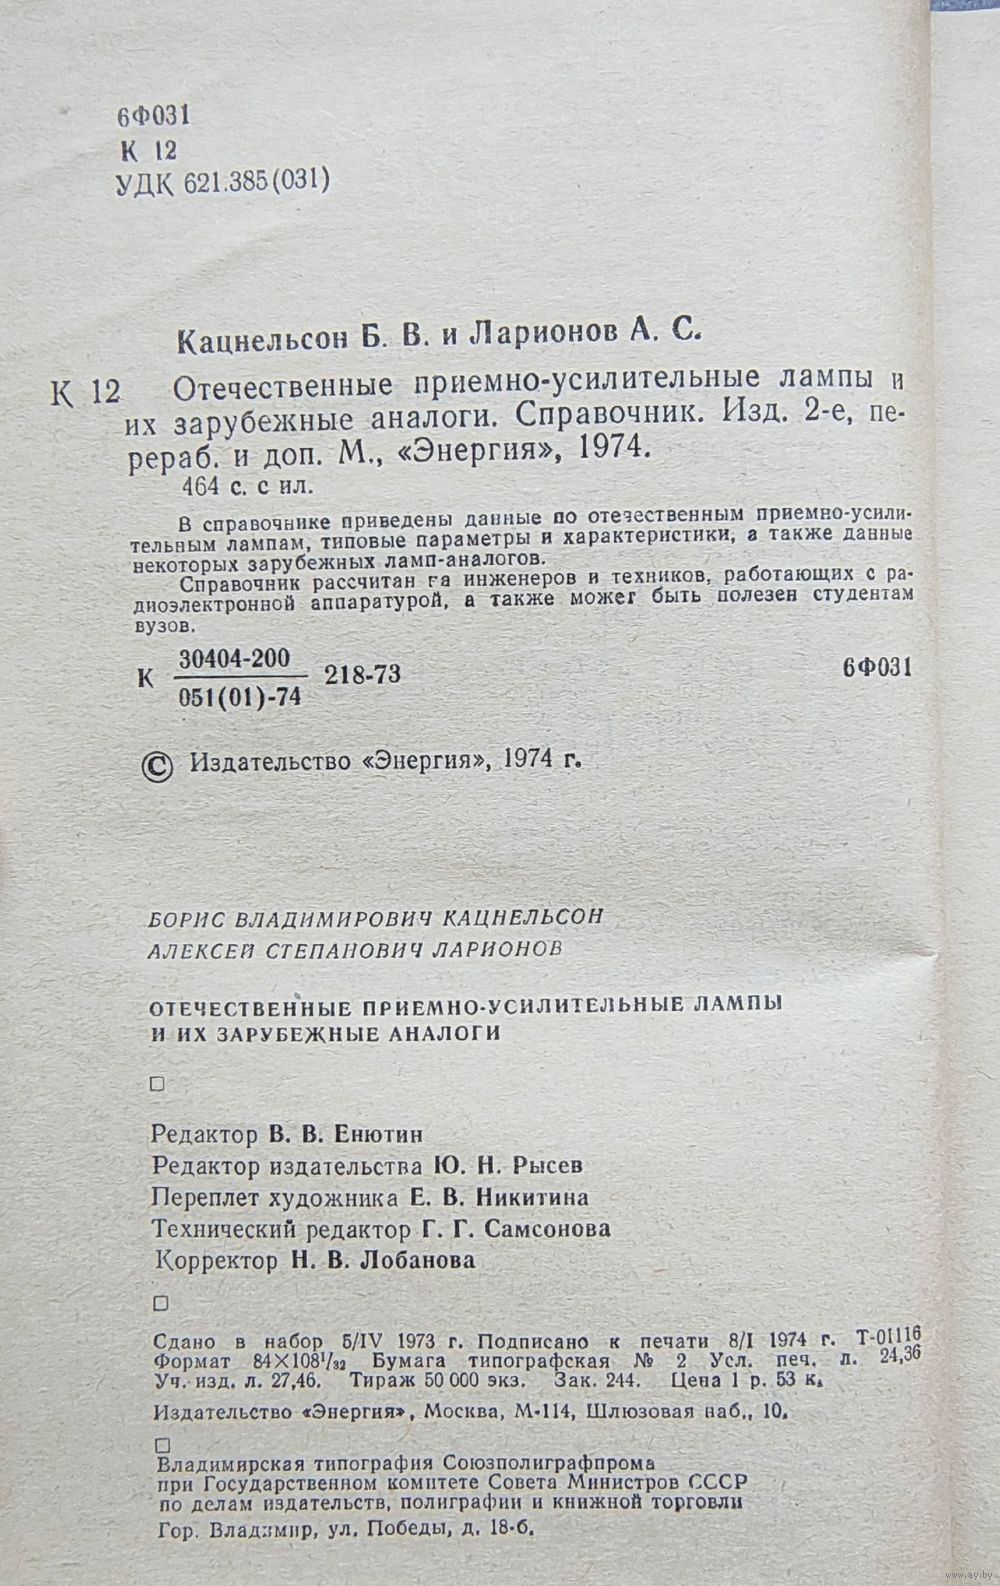 6Ф031
К 12
УДК 621.385(031)
Кацнельсон Б. В. и Ларионов А. С.
К 12 Отечественные приемно-усилительные лампы и
их зарубежные аналоги. Справочник. Изд. 2-е, пе-
рераб. и доп. М., «Энергия», 1974.
464 с. с ил.
В справочнике приведены данные по отечественным приемно-усили-
тельным лампам, типовые параметры и характеристики, а также данные
некоторых зарубежных ламп-аналогов.
Справочник рассчитан га инженеров и техников, работающих с ра-
диоэлектронной аппаратурой, а также может быть полезен студентам
вузов.
К 30404-200 / 051(01)-74 218-73 6Ф031
© Издательство «Энергия», 1974 г.
БОРИС ВЛАДИМИРОВИЧ КАЦНЕЛЬСОН
АЛЕКСЕЙ СТЕПАНОВИЧ ЛАРИОНОВ
ОТЕЧЕСТВЕННЫЕ ПРИЕМНО-УСИЛИТЕЛЬНЫЕ ЛАМПЫ
И ИХ ЗАРУБЕЖНЫЕ АНАЛОГИ
Редактор В. В. Енютин
Редактор издательства Ю. Н. Рысев
Переплет художника Е. В. Никитина
Технический редактор Г. Г. Самсонова
Корректор Н. В. Лобанова
Сдано в набор 5/IV 1973 г. Подписано к печати 8/I 1974 г. Т-01116
Формат 84×108¹/₃₂ Бумага типографская № 2 Усл. печ. л. 24,36
Уч.-изд. л. 27,46. Тираж 50 000 экз. Зак. 244. Цена 1 р. 53 к.
Издательство «Энергия», Москва, М-114, Шлюзовая наб., 10.
Владимирская типография Союзполиграфпрома
при Государственном комитете Совета Министров СССР
по делам издательств, полиграфии и книжной торговли
Гор. Владимир, ул. Победы, д. 18-б.
www.ay.by